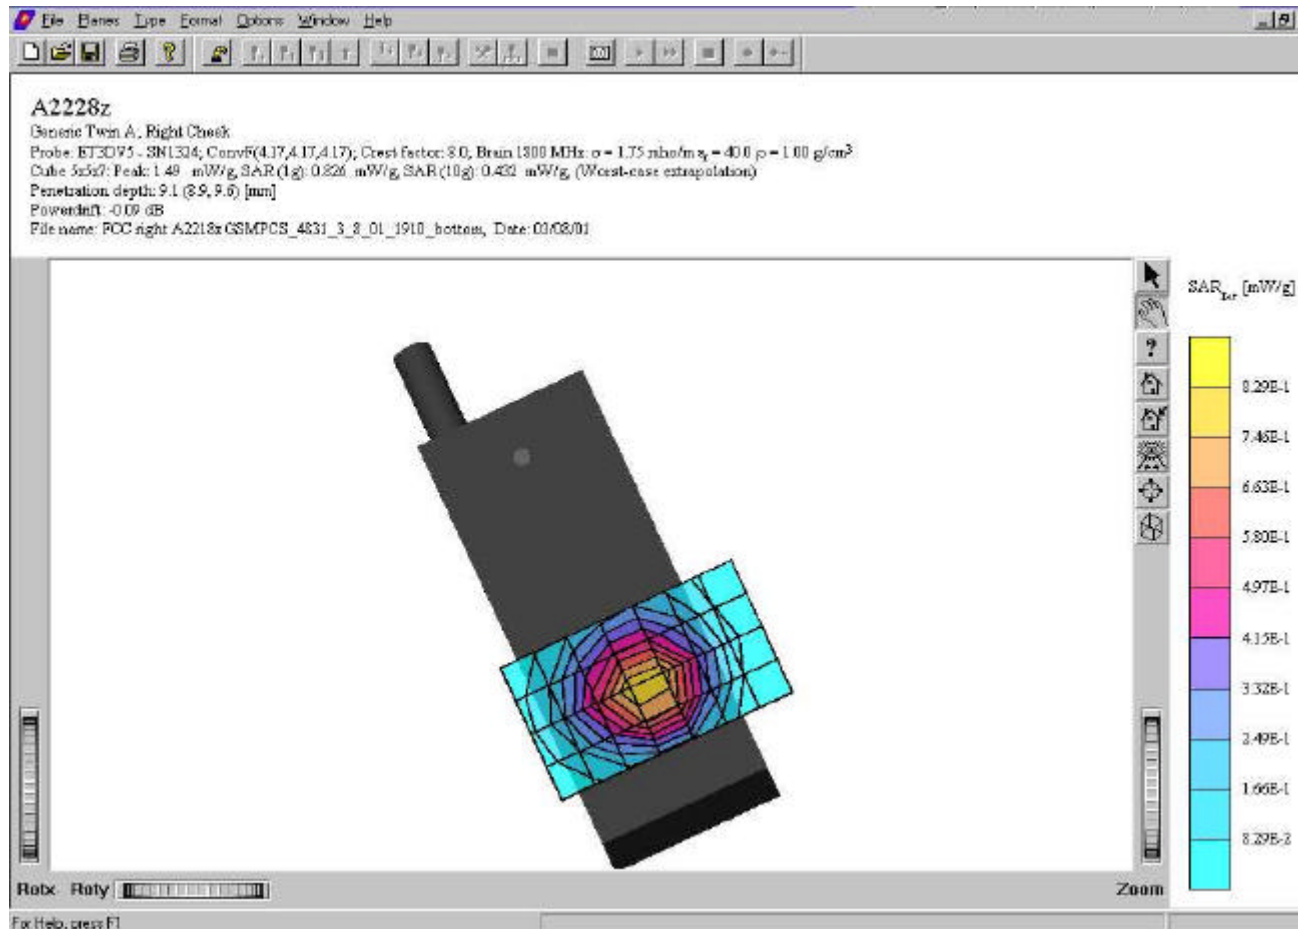 File Planes Type Format Options Window Help
A2228z
Generic Twin A; Right Cheek
Probe: ET3DV5 - SN1324; ConvF(4.17,4.17,4.17); Crest factor: 8.0; Brain 1800 MHz: σ = 1.75 mho/m εr = 40.0 ρ = 1.00 g/cm³
Cube 5x5x7: Peak: 1.49 mW/g, SAR (1g): 0.826 mW/g, SAR (10g): 0.432 mW/g, (Worst-case extrapolation)
Penetration depth: 9.1 (8.9, 9.6) [mm]
Powerdrift: -0.09 dB
File name: FCC right A2218z GSMPCS_4831_3_8_01_1910_bottom, Date: 03/08/01
SARTot [mW/g]
8.29E-1
7.46E-1
6.63E-1
5.80E-1
4.97E-1
4.15E-1
3.32E-1
2.49E-1
1.66E-1
8.29E-2
Rotx Roty
Zoom
For Help, press F1